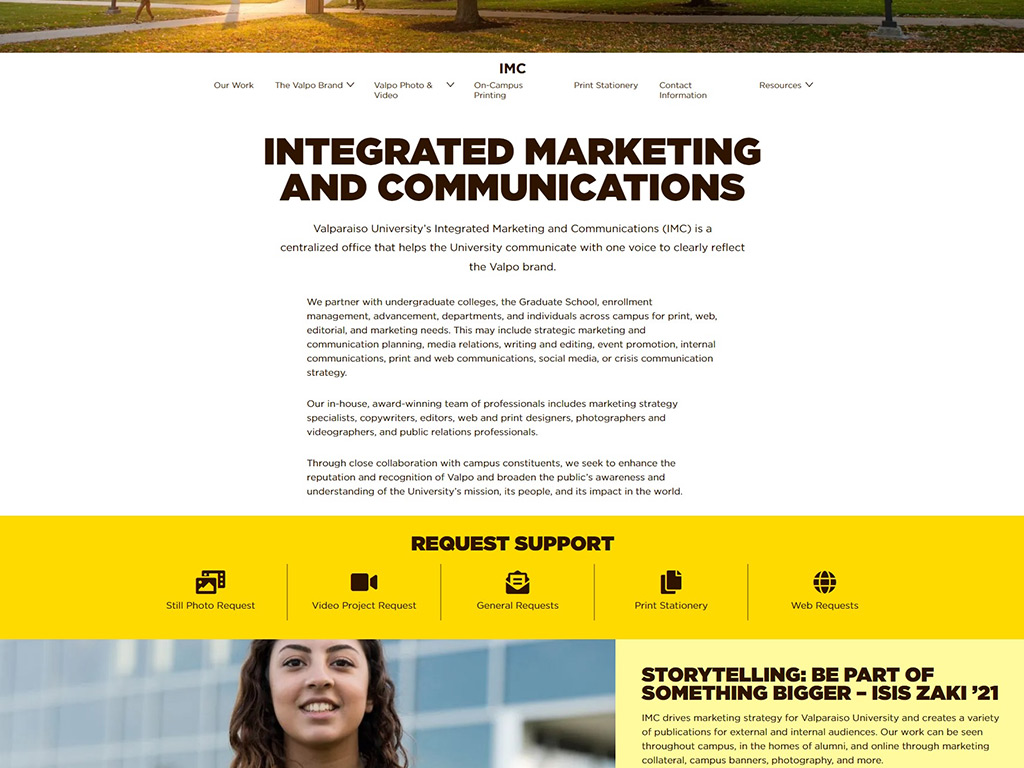 IMC
Our Work
The Valpo Brand
Valpo Photo &
Video
On-Campus
Printing
Print Stationery
Contact
Information
Resources
INTEGRATED MARKETING
AND COMMUNICATIONS
Valparaiso University’s Integrated Marketing and Communications (IMC) is a
centralized office that helps the University communicate with one voice to clearly reflect
the Valpo brand.
We partner with undergraduate colleges, the Graduate School, enrollment
management, advancement, departments, and individuals across campus for print, web,
editorial, and marketing needs. This may include strategic marketing and
communication planning, media relations, writing and editing, event promotion, internal
communications, print and web communications, social media, or crisis communication
strategy.
Our in-house, award-winning team of professionals includes marketing strategy
specialists, copywriters, editors, web and print designers, photographers and
videographers, and public relations professionals.
Through close collaboration with campus constituents, we seek to enhance the
reputation and recognition of Valpo and broaden the public’s awareness and
understanding of the University’s mission, its people, and its impact in the world.
REQUEST SUPPORT
Still Photo Request
Video Project Request
General Requests
Print Stationery
Web Requests
STORYTELLING: BE PART OF
SOMETHING BIGGER – ISIS ZAKI ’21
IMC drives marketing strategy for Valparaiso University and creates a variety
of publications for external and internal audiences. Our work can be seen
throughout campus, in the homes of alumni, and online through marketing
collateral, campus banners, photography, and more.